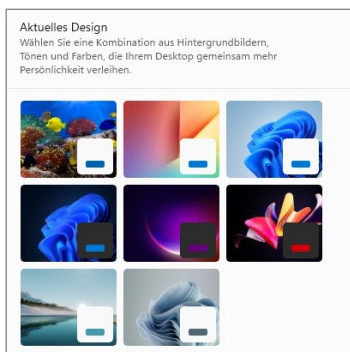 Aktuelles Design
Wählen Sie eine Kombination aus Hintergrundbildern,
Tönen und Farben, die Ihrem Desktop gemeinsam mehr
Persönlichkeit verleihen.